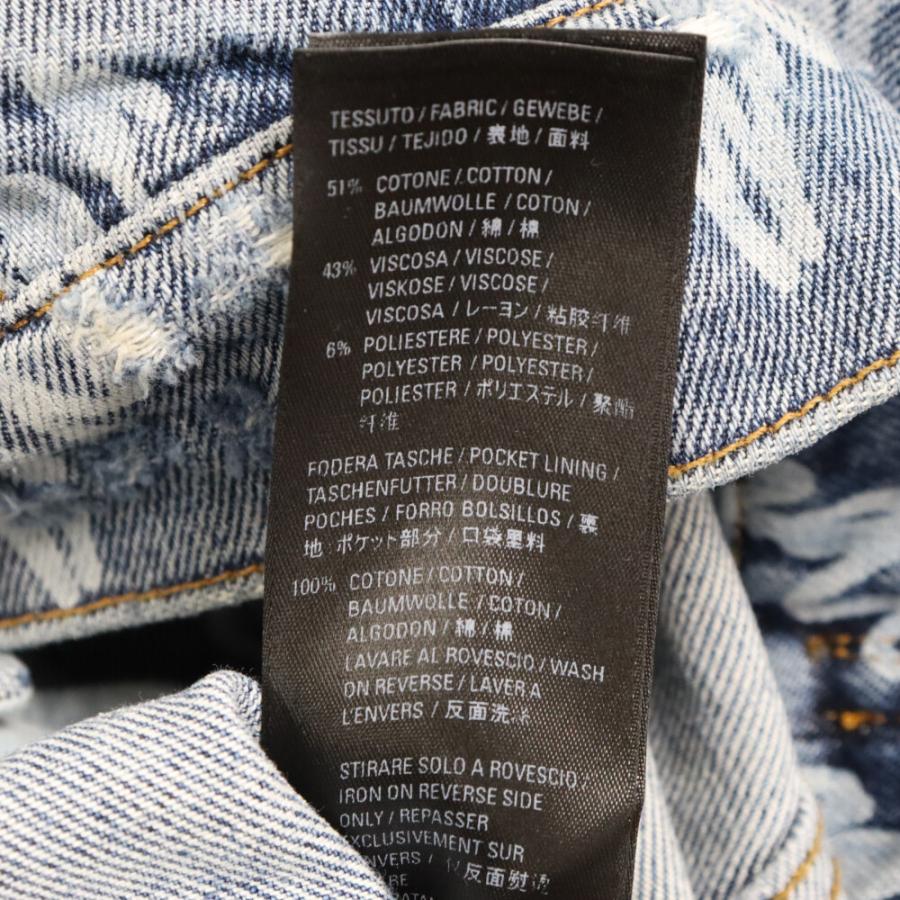 TESSUTO / FABRIC / GEWEBE /
TISSU / TEJIDO / 表地 / 面料
51% COTONE / COTTON /
BAUMWOLLE / COTON /
ALGODON / 綿 / 棉
43% VISCOSA / VISCOSE /
VISKOSE / VISCOSE /
VISCOSA / レーヨン / 粘胶纤维
6% POLIESTERE / POLYESTER /
POLYESTER / POLYESTER /
POLIESTER / ポリエステル / 聚酯
纤维
FODERA TASCHE / POCKET LINING /
TASCHENFUTTER / DOUBLURE
POCHES / FORRO BOLSILLOS / 裏
地 ポケット部分 / 口袋里料
100% COTONE / COTTON /
BAUMWOLLE / COTON /
ALGODON / 綿 / 棉
LAVARE AL ROVESCIO / WASH
ON REVERSE / LAVER A
L'ENVERS / 反面洗涤
STIRARE SOLO A ROVESCIO /
IRON ON REVERSE SIDE
ONLY / REPASSER
EXCLUSIVEMENT SUR
ENVERS / 反面熨烫